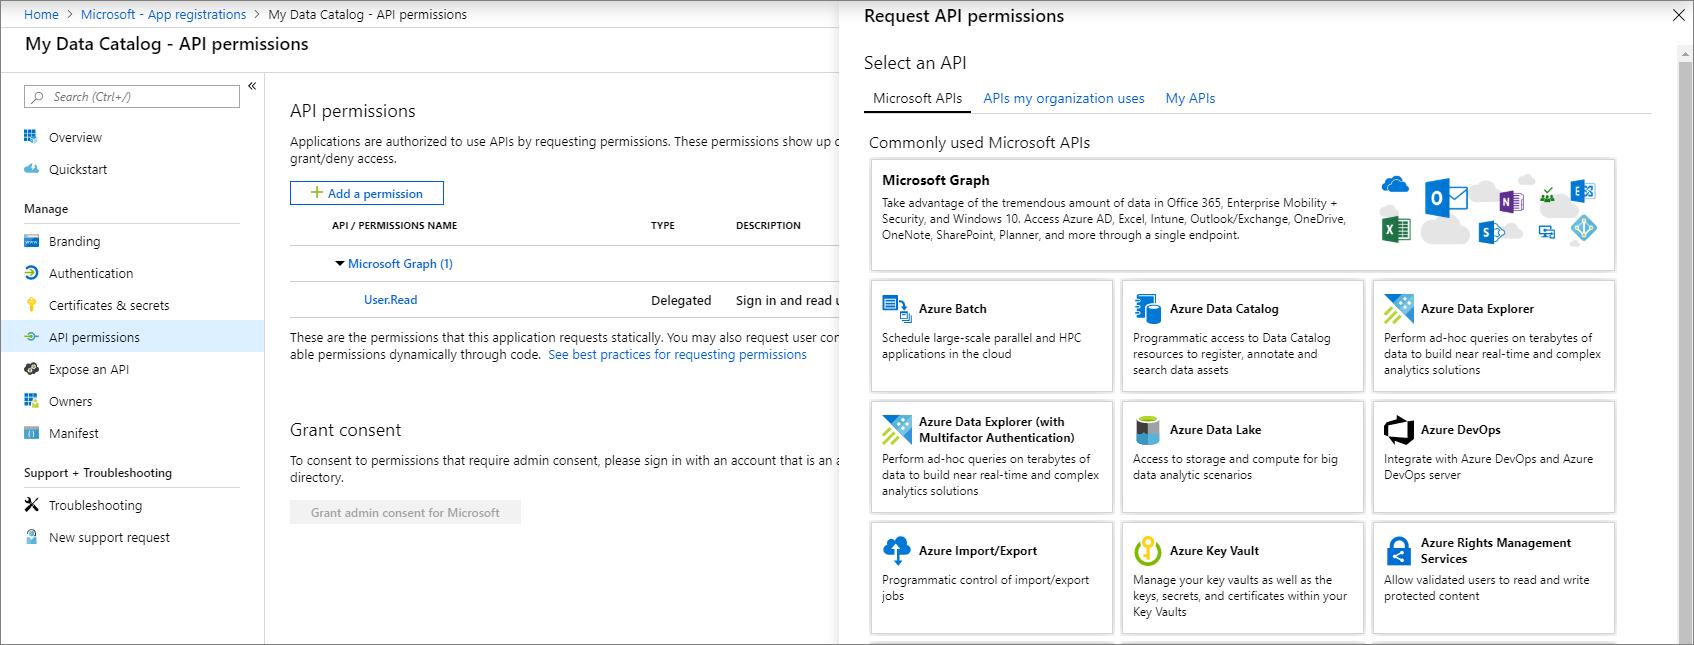 Home > Microsoft - App registrations > My Data Catalog - API permissions
My Data Catalog - API permissions
Search (Ctrl+/)
«
Overview
Quickstart
Manage
Branding
Authentication
Certificates & secrets
API permissions
Expose an API
Owners
Manifest
Support + Troubleshooting
Troubleshooting
New support request
API permissions
Applications are authorized to use APIs by requesting permissions. These permissions show up
grant/deny access.
+ Add a permission
API / PERMISSIONS NAME TYPE DESCRIPTION
Microsoft Graph (1)
User.Read Delegated Sign in and read
These are the permissions that this application requests statically. You may also request user
able permissions dynamically through code. See best practices for requesting permissions
Grant consent
To consent to permissions that require admin consent, please sign in with an account that is an
directory.
Grant admin consent for Microsoft
Request API permissions
Select an API
Microsoft APIs APIs my organization uses My APIs
Commonly used Microsoft APIs
Microsoft Graph
Take advantage of the tremendous amount of data in Office 365, Enterprise Mobility +
Security, and Windows 10. Access Azure AD, Excel, Intune, Outlook/Exchange, OneDrive,
OneNote, SharePoint, Planner, and more through a single endpoint.
Azure Batch
Schedule large-scale parallel and HPC
applications in the cloud
Azure Data Catalog
Programmatic access to Data Catalog
resources to register, annotate and
search data assets
Azure Data Explorer
Perform ad-hoc queries on terabytes of
data to build near real-time and complex
analytics solutions
Azure Data Explorer (with
Multifactor Authentication)
Perform ad-hoc queries on terabytes of
data to build near real-time and complex
analytics solutions
Azure Data Lake
Access to storage and compute for big
data analytic scenarios
Azure DevOps
Integrate with Azure DevOps and Azure
DevOps server
Azure Import/Export
Programmatic control of import/export
jobs
Azure Key Vault
Manage your key vaults as well as the
keys, secrets, and certificates within your
Key Vaults
Azure Rights Management
Services
Allow validated users to read and write
protected content